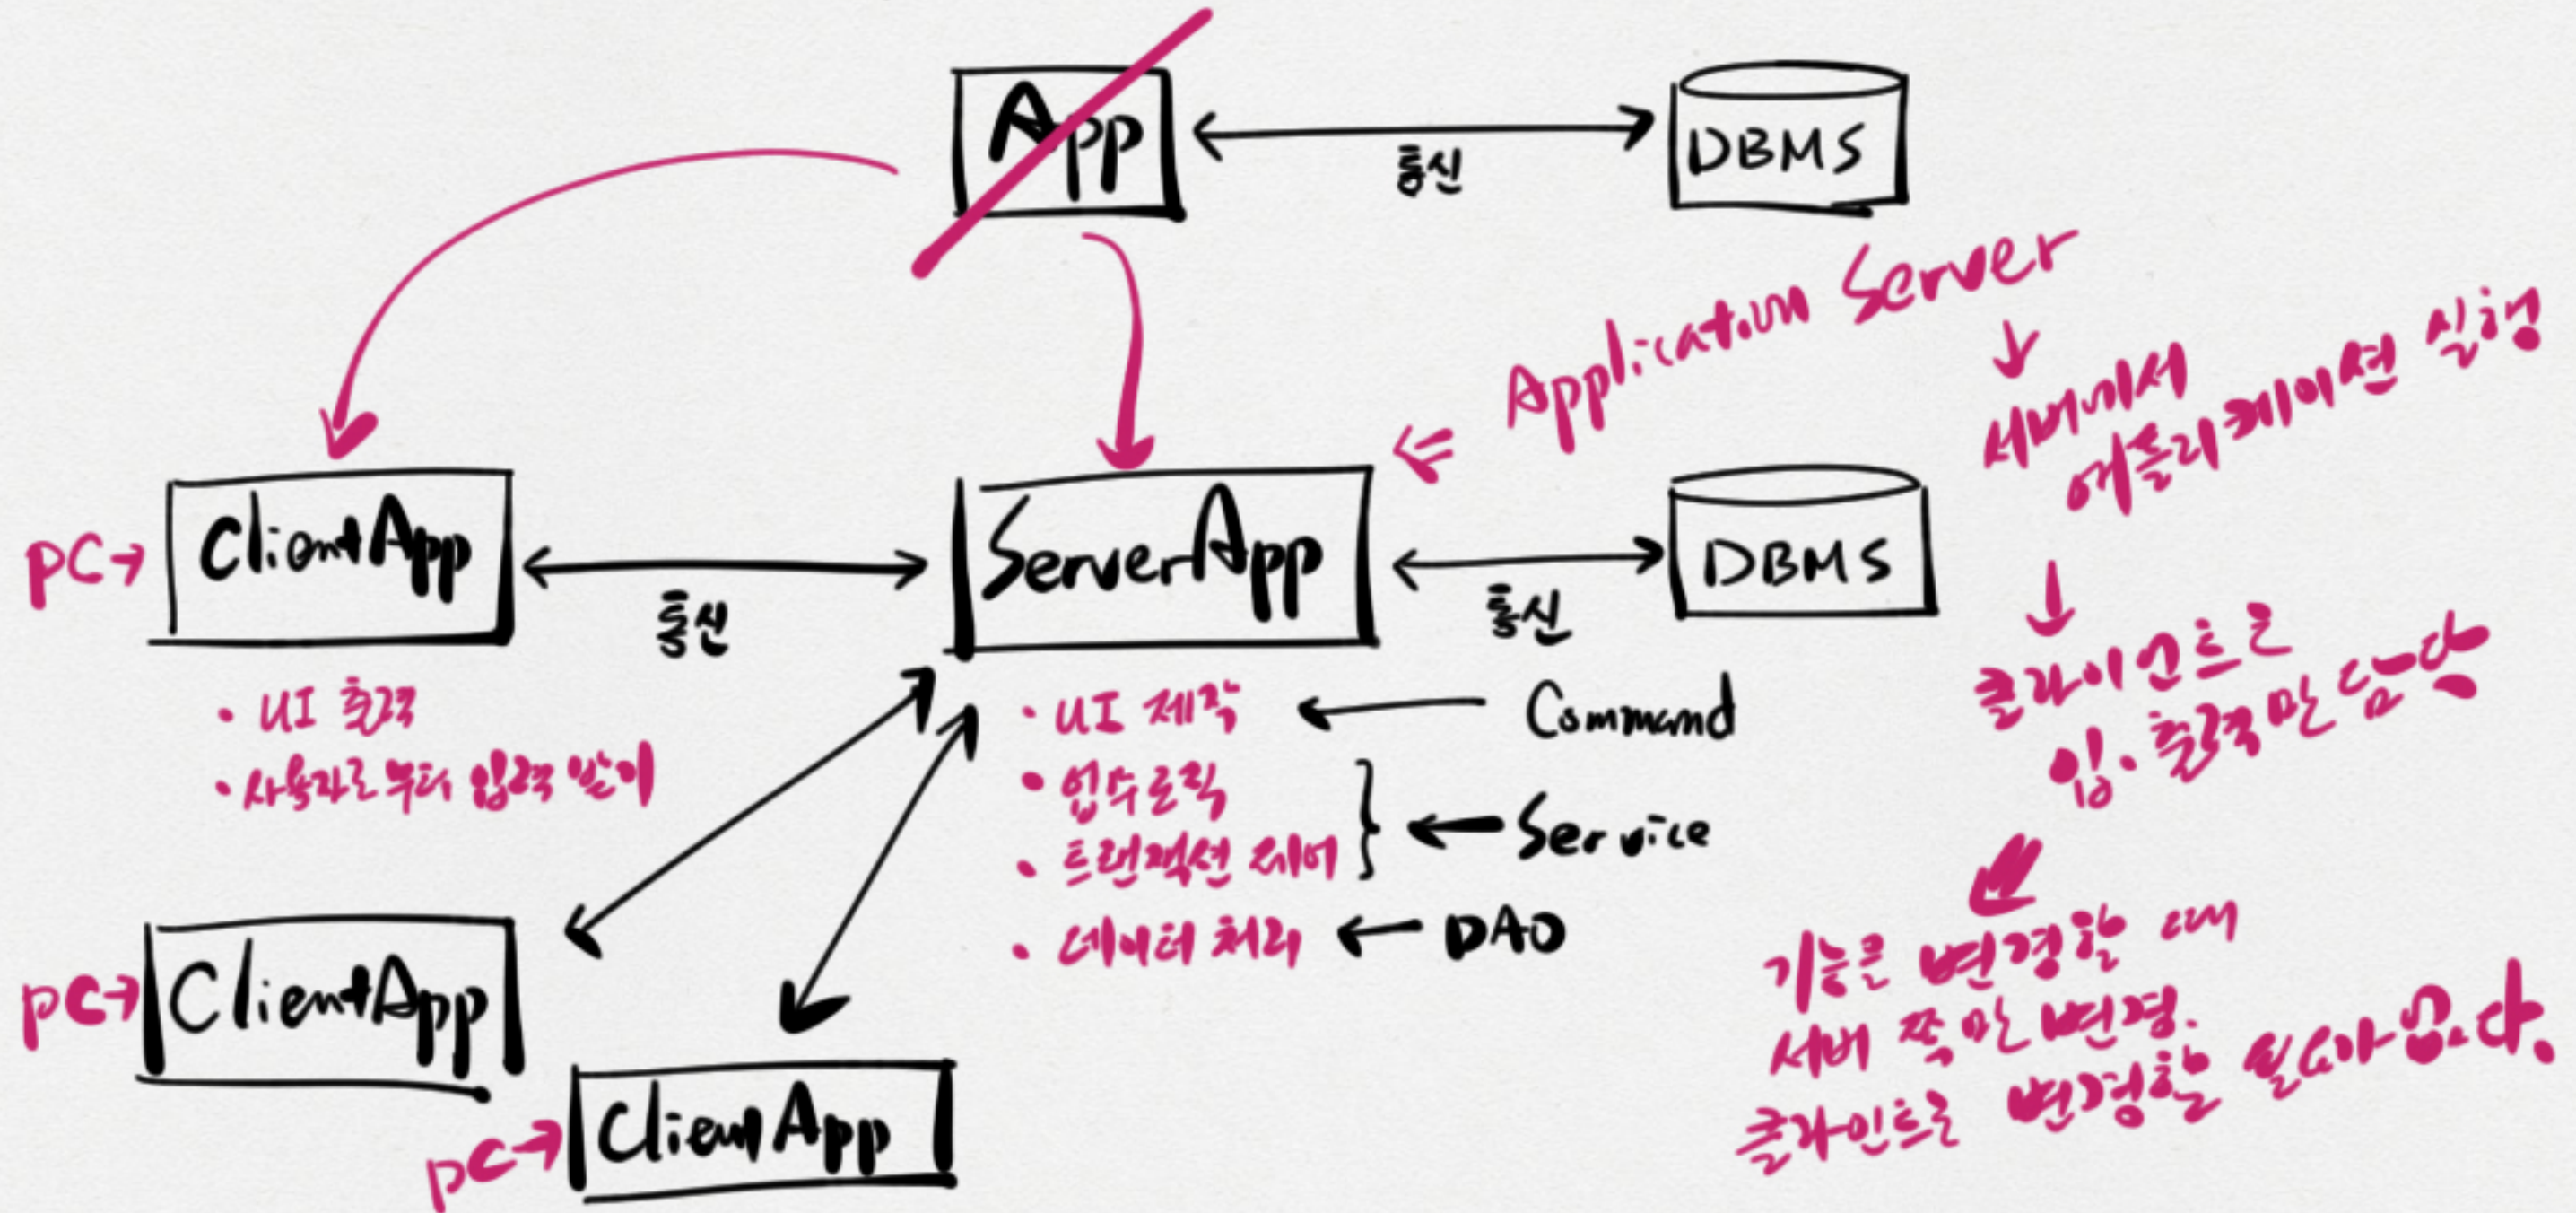 App
통신
DBMS
Application Server
서버에서
어플리케이션 실행
클라이언트는
입·출력만 담당
기능을 변경할 때
서버 쪽만 변경.
클라인트는 변경할 필요가 없다.
PC→
ClientApp
통신
ServerApp
통신
DBMS
· UI 출력
· 사용자로부터 입력 받기
· UI 제작 ← Command
· 업무로직
· 트랜잭션 제어
← Service
· 데이터 처리 ← DAO
PC→
ClientApp
PC→
ClientApp